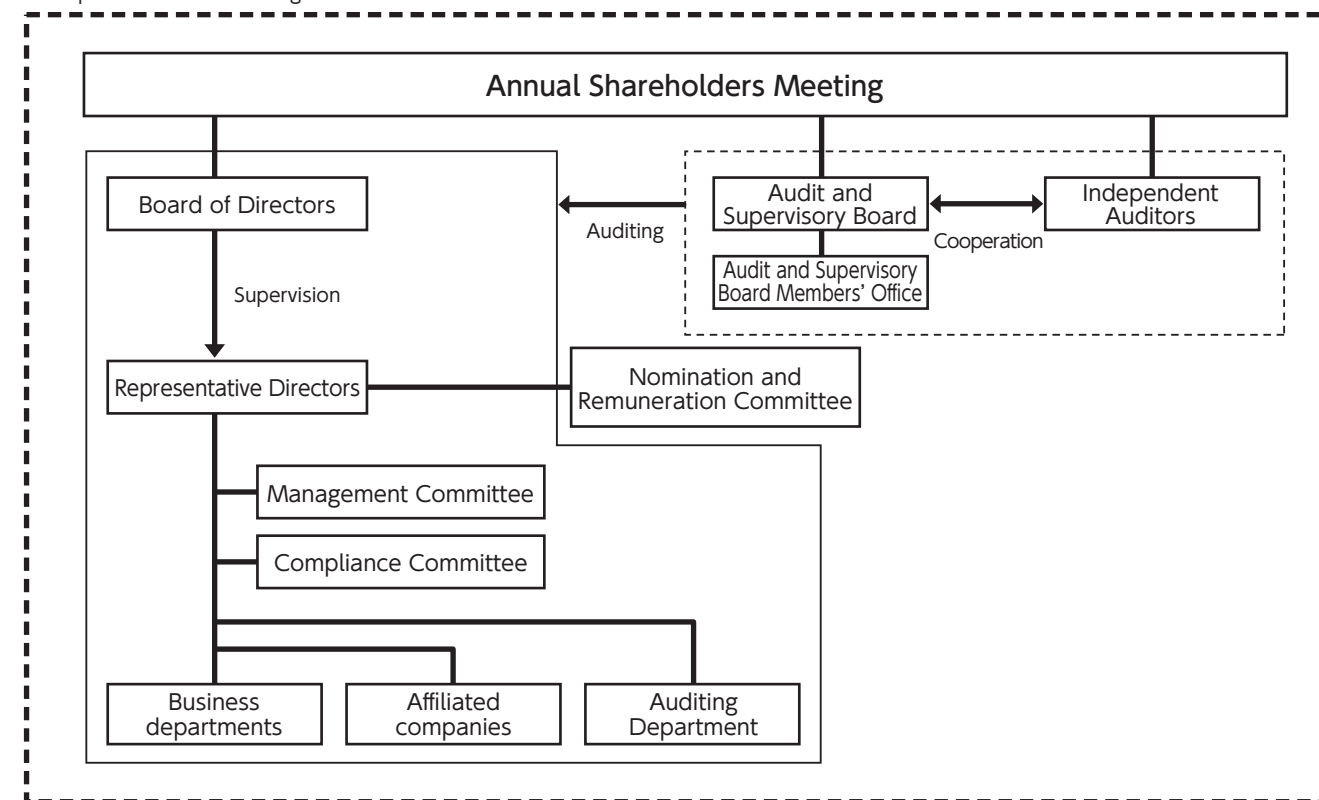 Annual Shareholders Meeting
Board of Directors
Audit and
Supervisory Board
Independent
Auditors
Auditing
Cooperation
Audit and Supervisory
Board Members’ Office
Supervision
Representative Directors
Nomination and
Remuneration Committee
Management Committee
Compliance Committee
Business
departments
Affiliated
companies
Auditing
Department